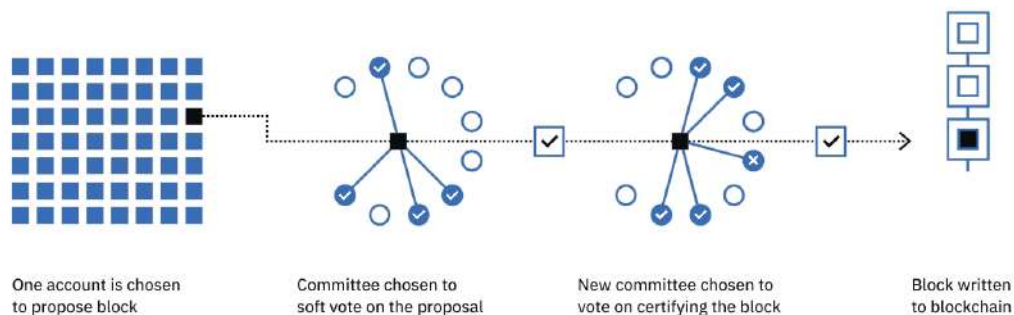 One account is chosen
to propose block
Committee chosen to
soft vote on the proposal
New committee chosen to
vote on certifying the block
Block written
to blockchain